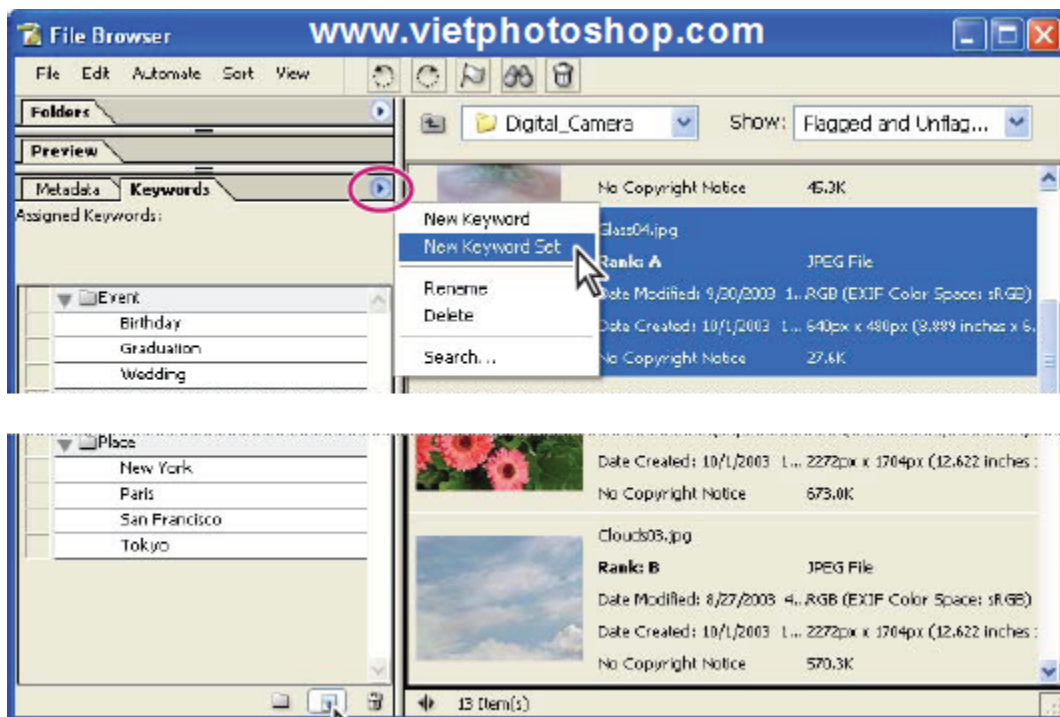 File Browser
www.vietphotoshop.com
File Edit Automate Sort View
Folders
Digital_Camera
Show: Flagged and Unflag...
Preview
Metadata Keywords
Assigned Keywords:
No Copyright Notice 45.3K
New Keyword
New Keyword Set
Rename
Delete
Search...
Glass04.jpg
Rank: A JPEG File
Date Modified: 9/30/2003 1... RGB (EXIF Color Space: sRGB)
Date Created: 10/1/2003 1... 640px x 480px (8.889 inches x 6.
No Copyright Notice 27.6K
Event
Birthday
Graduation
Wedding
Place
New York
Paris
San Francisco
Tokyo
Date Created: 10/1/2003 1... 2272px x 1704px (12.622 inches :
No Copyright Notice 673.0K
Clouds03.jpg
Rank: B JPEG File
Date Modified: 8/27/2003 4... RGB (EXIF Color Space: sRGB)
Date Created: 10/1/2003 1... 2272px x 1704px (12.622 inches :
No Copyright Notice 570.3K
13 Item(s)